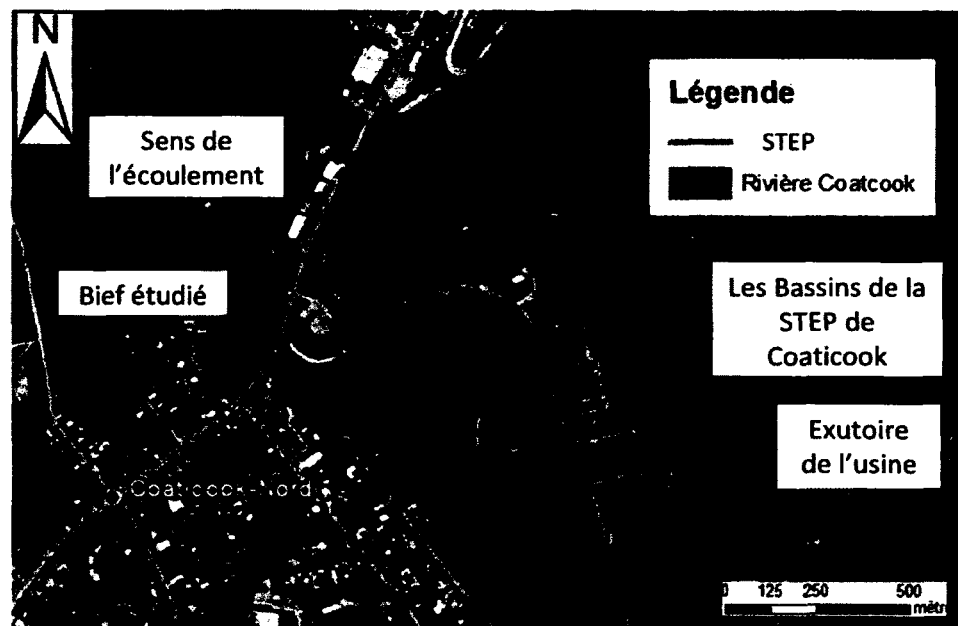 N
Sens de
l'écoulement
Bief étudié
Légende
STEP
Rivière Coatcook
Les Bassins de la
STEP de
Coaticook
Exutoire
de l'usine
Coaticook-Nord
0 125 250 500
mètr